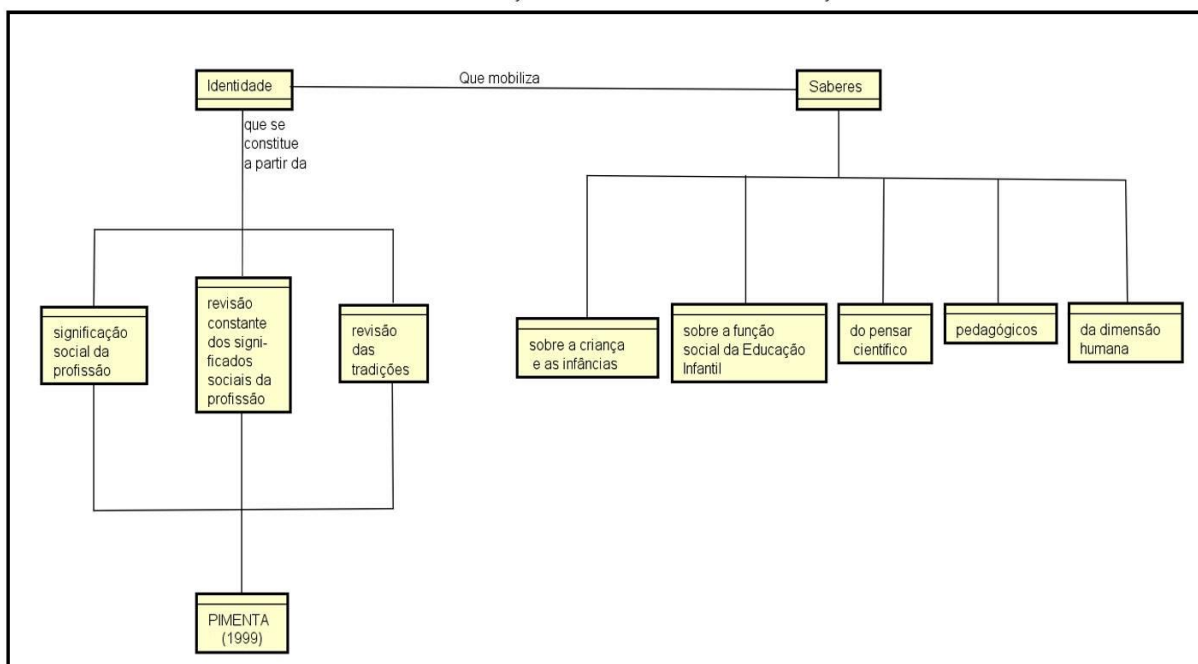 Identidade
Que mobiliza
Saberes
que se
constitue
a partir da
significação
social da
profissão
revisão
constante
dos signi-
ficados
sociais da
profissão
revisão
das
tradições
sobre a criança
e as infâncias
sobre a função
social da Educação
Infantil
do pensar
científico
pedagógicos
da dimensão
humana
PIMENTA
(1999)